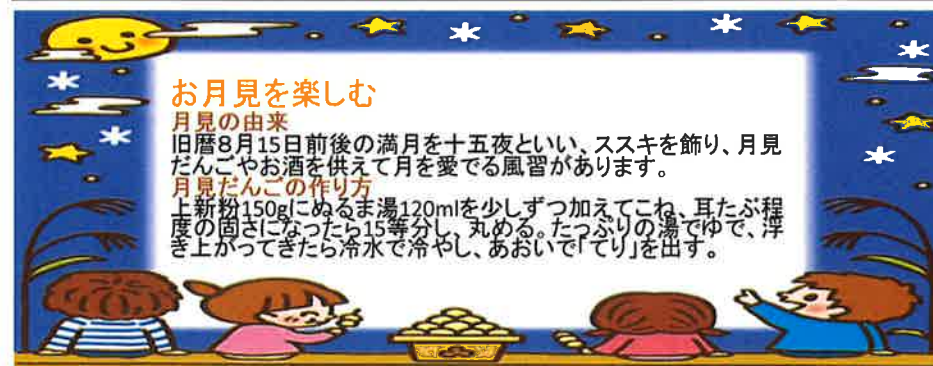 お月見を楽しむ
月見の由来
旧暦8月15日前後の満月を十五夜といい、ススキを飾り、月見
だんごやお酒を供えて月を愛でる風習があります。
月見だんごの作り方
上新粉150gにぬるま湯120mlを少しずつ加えてこね、耳たぶ程
度の固さになったら15等分し、丸める。たっぷりの湯でゆで、浮
き上がってきたら冷水で冷やし、あおいで「てり」を出す。